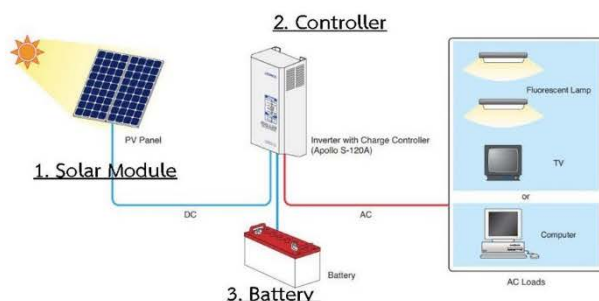 2. Controller
Fluorescent Lamp
PV Panel
Inverter with Charge Controller
(Apollo S-120A)
1. Solar Module
TV
or
DC
AC
Computer
Battery
3. Battery
AC Loads